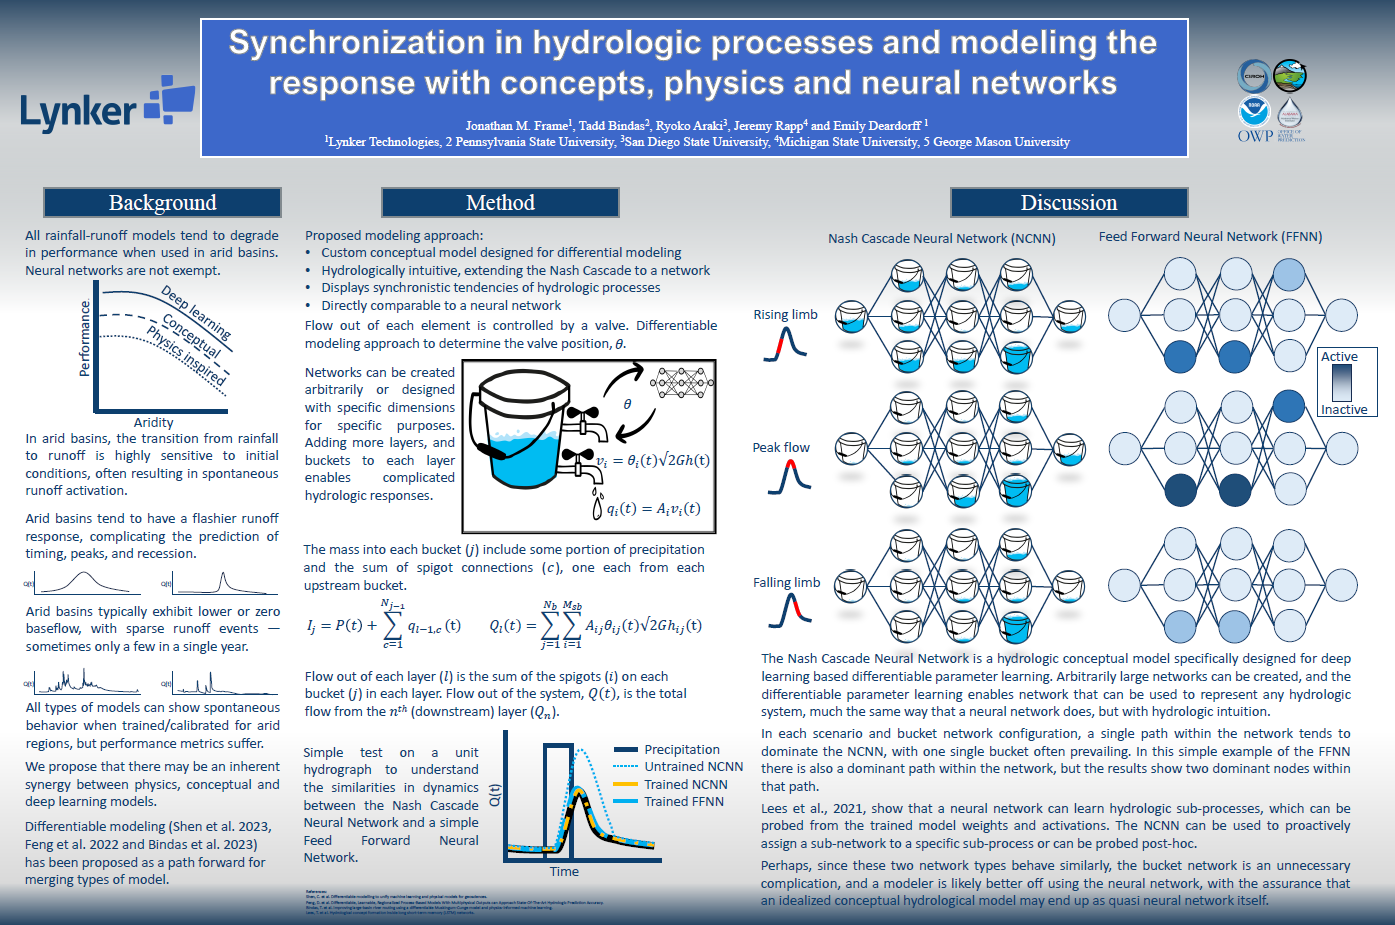 Synchronization in hydrologic processes and modeling the
response with concepts, physics and neural networks
Jonathan M. Frame1, Tadd Bindas2, Ryoko Araki3, Jeremy Rapp4 and Emily Deardorff 1
1Lynker Technologies, 2 Pennsylvania State University, 3San Diego State University, 4Michigan State University, 5 George Mason University
Lynker
CIROH
NOAA
OWP
OFFICE OF
WATER
PREDICTION
Background
All rainfall-runoff models tend to degrade
in performance when used in arid basins.
Neural networks are not exempt.
Performance
Deep learning
Conceptual
Physics inspired
Aridity
In arid basins, the transition from rainfall
to runoff is highly sensitive to initial
conditions, often resulting in spontaneous
runoff activation.
Arid basins tend to have a flashier runoff
response, complicating the prediction of
timing, peaks, and recession.
Q(t)
Q(t)
Arid basins typically exhibit lower or zero
baseflow, with sparse runoff events —
sometimes only a few in a single year.
Q(t)
Q(t)
All types of models can show spontaneous
behavior when trained/calibrated for arid
regions, but performance metrics suffer.
We propose that there may be an inherent
synergy between physics, conceptual and
deep learning models.
Differentiable modeling (Shen et al. 2023,
Feng et al. 2022 and Bindas et al. 2023)
has been proposed as a path forward for
merging types of model.
Method
Proposed modeling approach:
• Custom conceptual model designed for differential modeling
• Hydrologically intuitive, extending the Nash Cascade to a network
• Displays synchronistic tendencies of hydrologic processes
• Directly comparable to a neural network
Flow out of each element is controlled by a valve. Differentiable
modeling approach to determine the valve position, θ.
Networks can be created
arbitrarily or designed
with specific dimensions
for specific purposes.
Adding more layers, and
buckets to each layer
enables complicated
hydrologic responses.
θ
vᵢ = θᵢ(t)√2Gh(t)
qᵢ(t) = Aᵢvᵢ(t)
The mass into each bucket (j) include some portion of precipitation
and the sum of spigot connections (c), one each from each
upstream bucket.
I_j = P(t) + ∑_{c=1}^{N_{j−1}} q_{l−1,c}(t)
Q_l(t) = ∑_{j=1}^{N_b} ∑_{i=1}^{M_{sb}} A_{ij}θ_{ij}(t)√2Gh_{ij}(t)
Flow out of each layer (l) is the sum of the spigots (i) on each
bucket (j) in each layer. Flow out of the system, Q(t), is the total
flow from the nᵗʰ (downstream) layer (Qₙ).
Simple test on a unit
hydrograph to understand
the similarities in dynamics
between the Nash Cascade
Neural Network and a simple
Feed Forward Neural
Network.
Q(t)
Time
Precipitation
Untrained NCNN
Trained NCNN
Trained FFNN
References:
Discussion
Nash Cascade Neural Network (NCNN)
Feed Forward Neural Network (FFNN)
Rising limb
Active
Inactive
Peak flow
Falling limb
The Nash Cascade Neural Network is a hydrologic conceptual model specifically designed for deep
learning based differentiable parameter learning. Arbitrarily large networks can be created, and the
differentiable parameter learning enables network that can be used to represent any hydrologic
system, much the same way that a neural network does, but with hydrologic intuition.
In each scenario and bucket network configuration, a single path within the network tends to
dominate the NCNN, with one single bucket often prevailing. In this simple example of the FFNN
there is also a dominant path within the network, but the results show two dominant nodes within
that path.
Lees et al., 2021, show that a neural network can learn hydrologic sub-processes, which can be
probed from the trained model weights and activations. The NCNN can be used to proactively
assign a sub-network to a specific sub-process or can be probed post-hoc.
Perhaps, since these two network types behave similarly, the bucket network is an unnecessary
complication, and a modeler is likely better off using the neural network, with the assurance that
an idealized conceptual hydrological model may end up as quasi neural network itself.